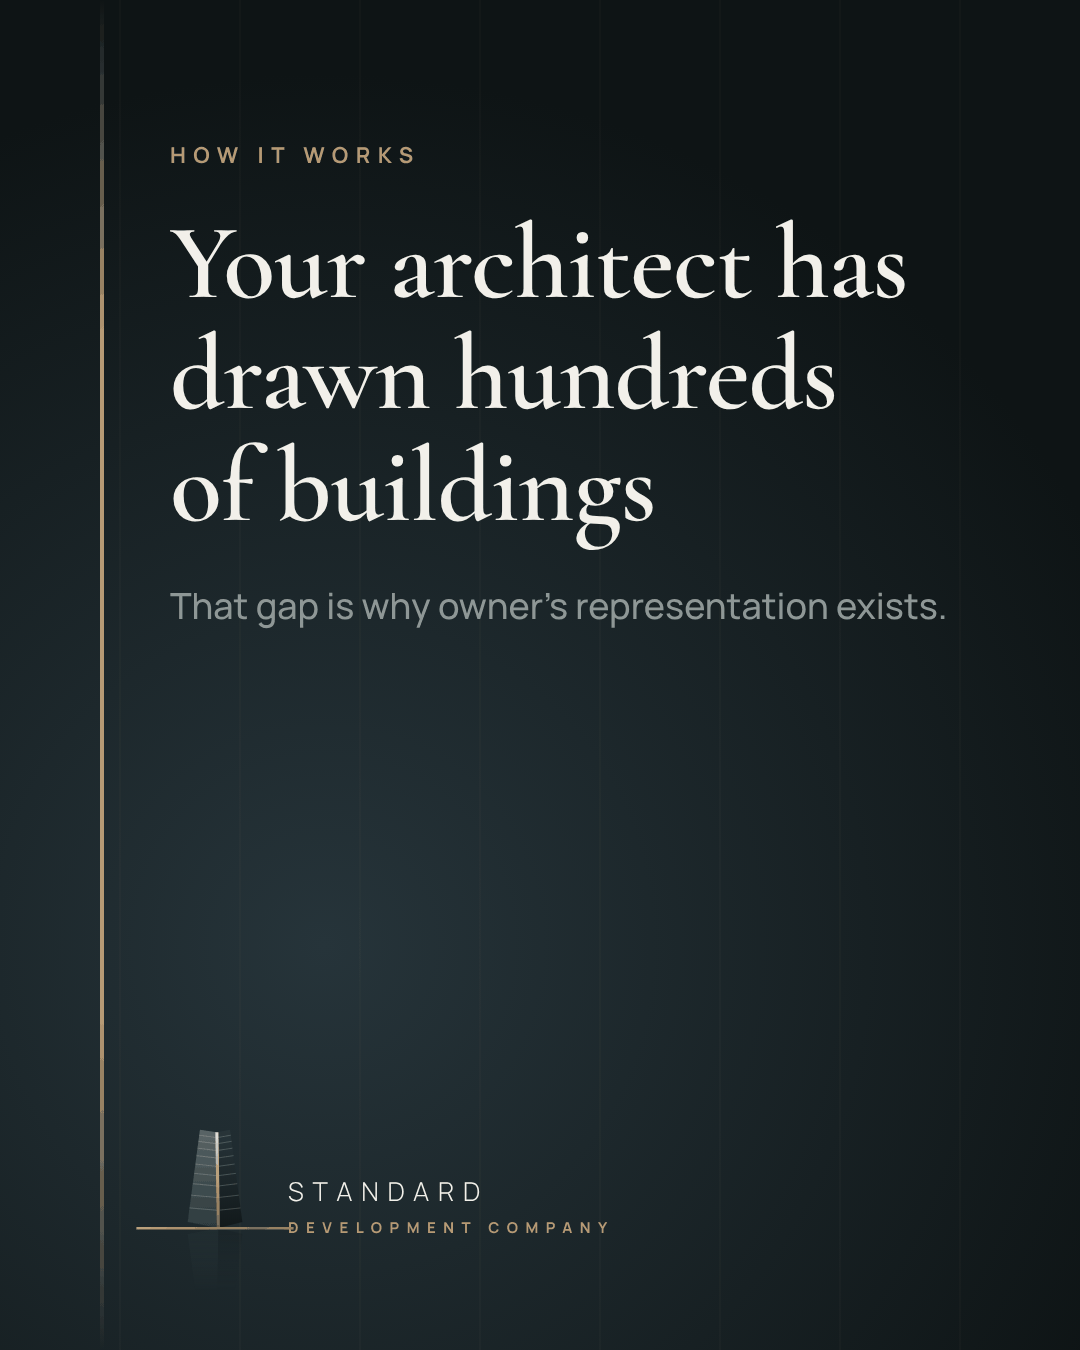 HOW IT WORKS
Your architect has
drawn hundreds
of buildings
That gap is why owner’s representation exists.
STANDARD
DEVELOPMENT COMPANY